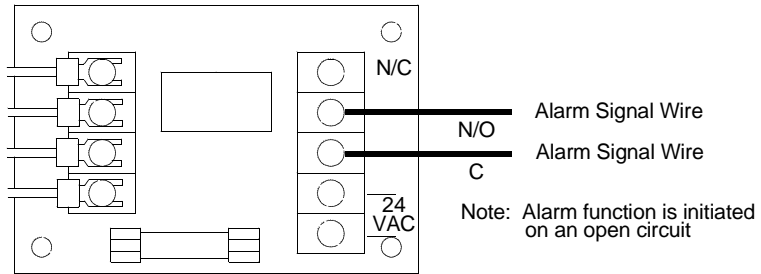 N/C
Alarm Signal Wire
N/O
Alarm Signal Wire
C
24
VAC
Note: Alarm function is initiated
on an open circuit